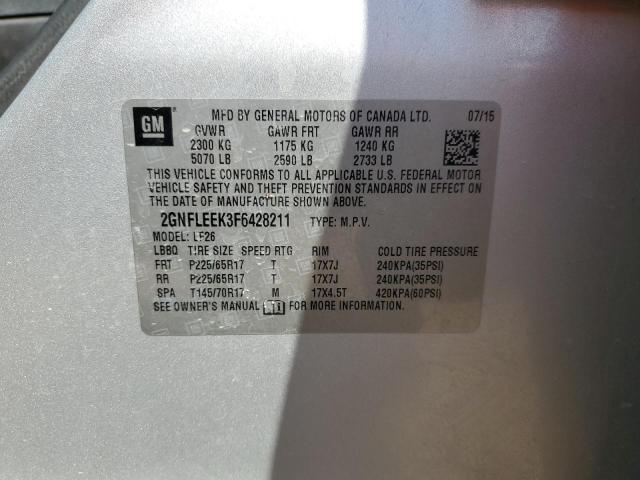 GM
MFD BY GENERAL MOTORS OF CANADA LTD. 07/15
GVWR GAWR FRT GAWR RR
2300 KG 1175 KG 1240 KG
5070 LB 2590 LB 2733 LB
THIS VEHICLE CONFORMS TO ALL APPLICABLE U.S. FEDERAL MOTOR
VEHICLE SAFETY AND THEFT PREVENTION STANDARDS IN EFFECT ON
THE DATE OF MANUFACTURE SHOWN ABOVE.
2GNFLEEK3F6428211 TYPE: M.P.V.
MODEL: LF26
LBBQ TIRE SIZE SPEED RTG RIM COLD TIRE PRESSURE
FRT P225/65R17 T 17X7J 240KPA(35PSI)
RR P225/65R17 T 17X7J 240KPA(35PSI)
SPA T145/70R17 M 17X4.5T 420KPA(60PSI)
SEE OWNER'S MANUAL FOR MORE INFORMATION.